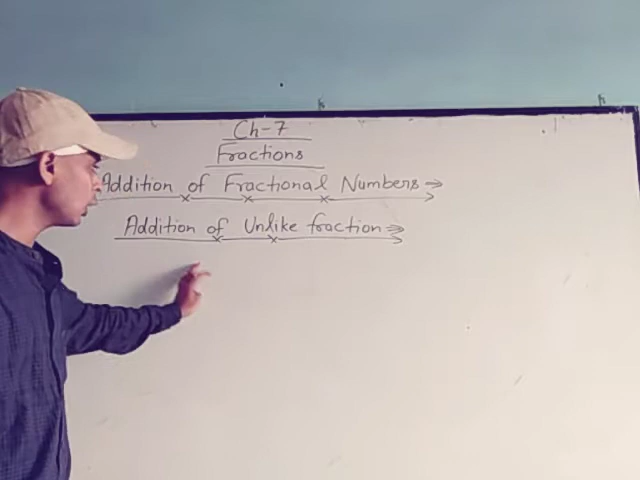 Ch-7
Fractions
Addition of Fractional Numbers ⇒
Addition of Unlike fraction ⇒